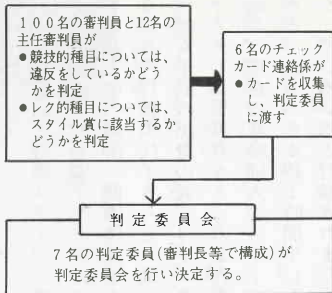 １００名の審判員と12名の
主任審判員が
●競技的種目については、
違反をしているかどう
かを判定
●レク的種目については、
スタイル賞に該当するか
どうかを判定
６名のチェック
カード連絡係が
●カードを収集
し、判定委員
に渡す
判定委員会
７名の判定委員(審判長等で構成)が
判定委員会を行い決定する。